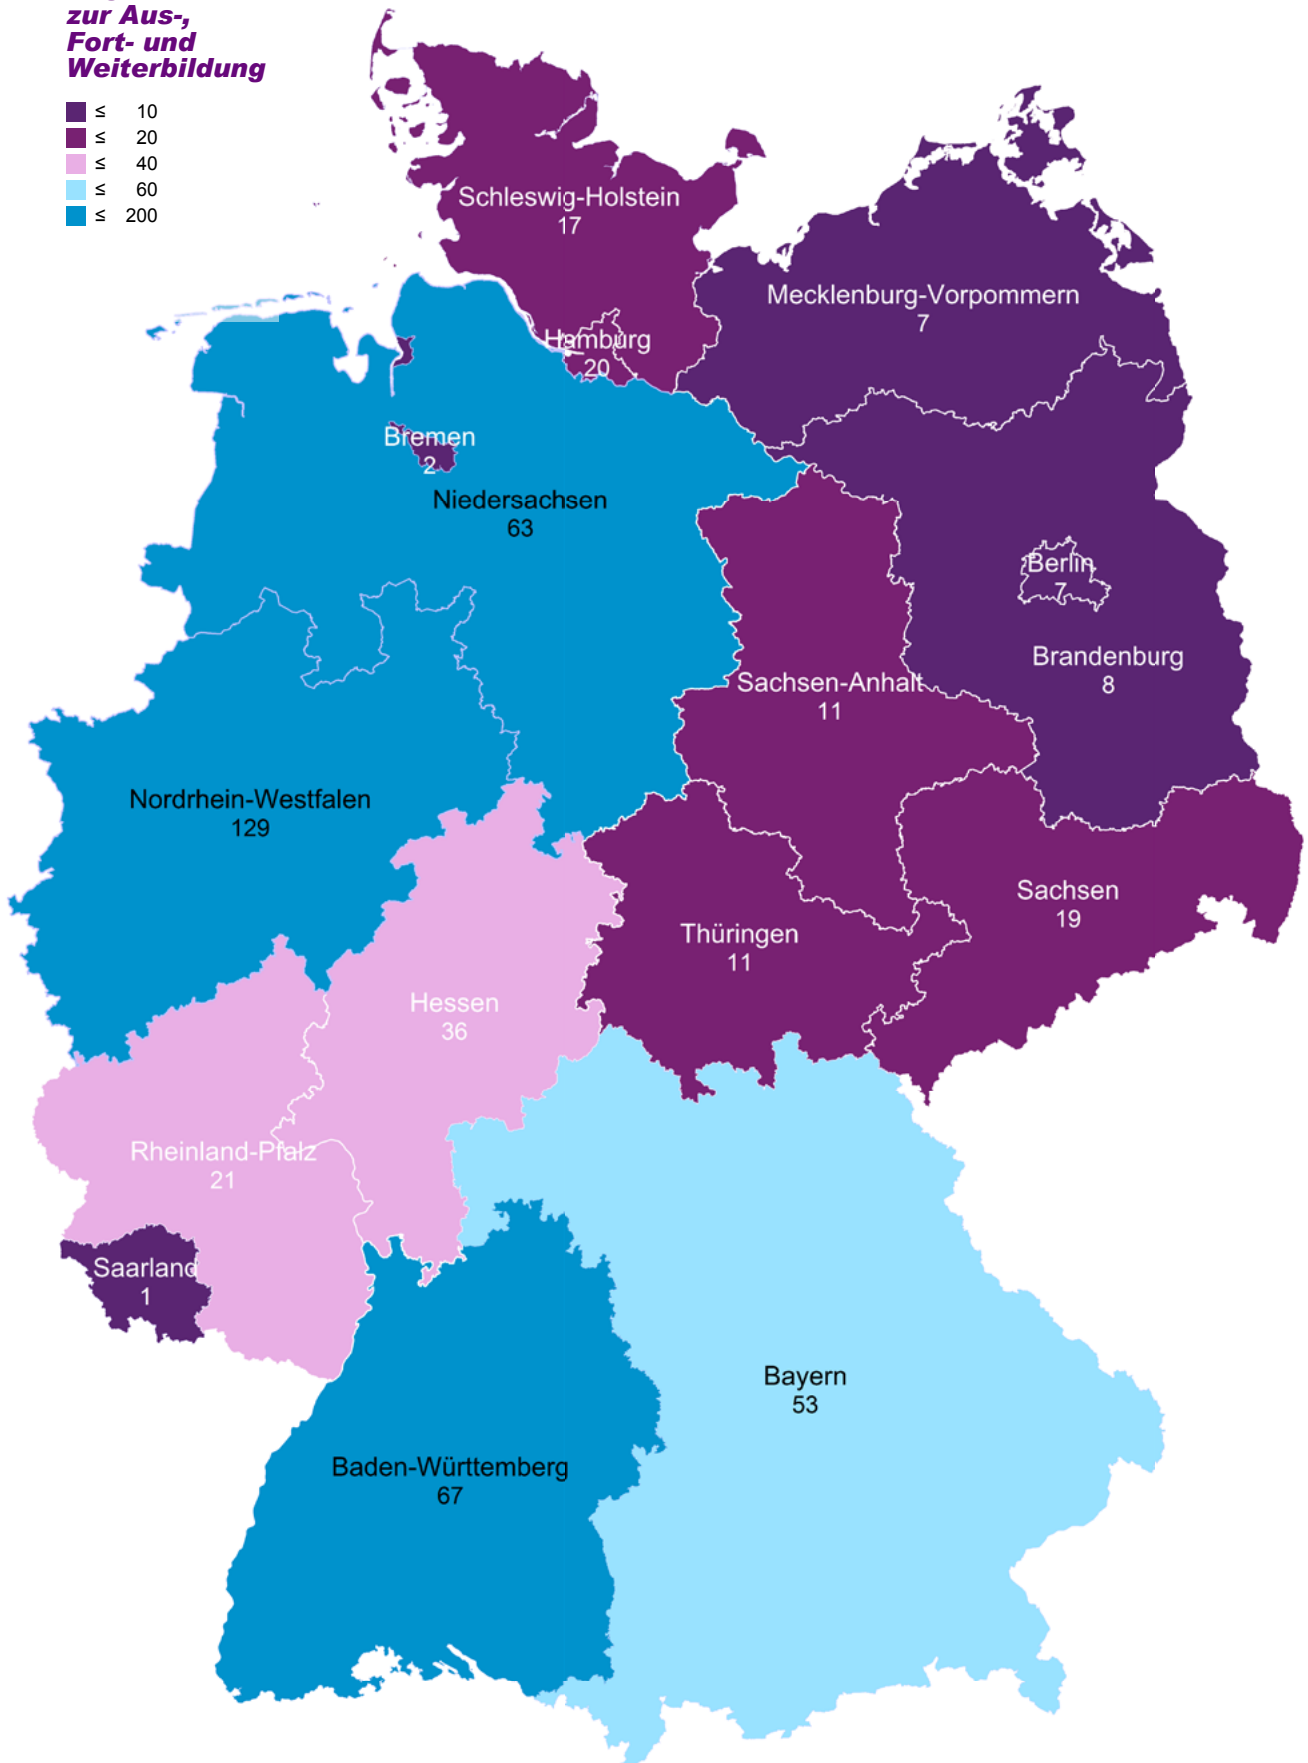 zur Aus-,
Fort- und
Weiterbildung
≤ 10
≤ 20
≤ 40
≤ 60
≤ 200
Schleswig-Holstein
17
Mecklenburg-Vorpommern
7
Hamburg
20
Bremen
2
Niedersachsen
63
Berlin
7
Brandenburg
8
Sachsen-Anhalt
11
Nordrhein-Westfalen
129
Sachsen
19
Thüringen
11
Hessen
36
Rheinland-Pfalz
21
Saarland
1
Bayern
53
Baden-Württemberg
67